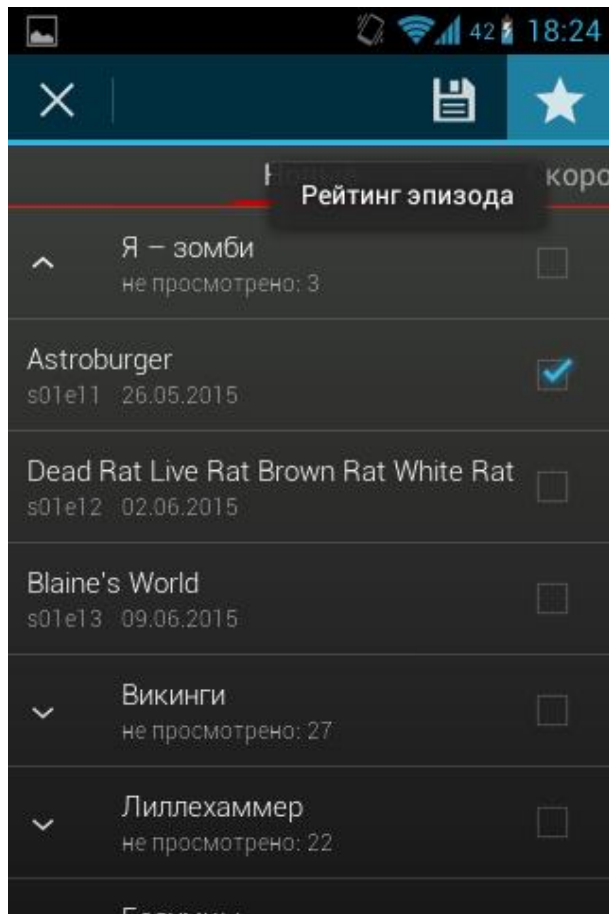 42 18:24
Рейтинг эпизода
Я – зомби
не просмотрено: 3
Astroburger
s01e11 26.05.2015
Dead Rat Live Rat Brown Rat White Rat
s01e12 02.06.2015
Blaine's World
s01e13 09.06.2015
Викинги
не просмотрено: 27
Лиллехаммер
не просмотрено: 22